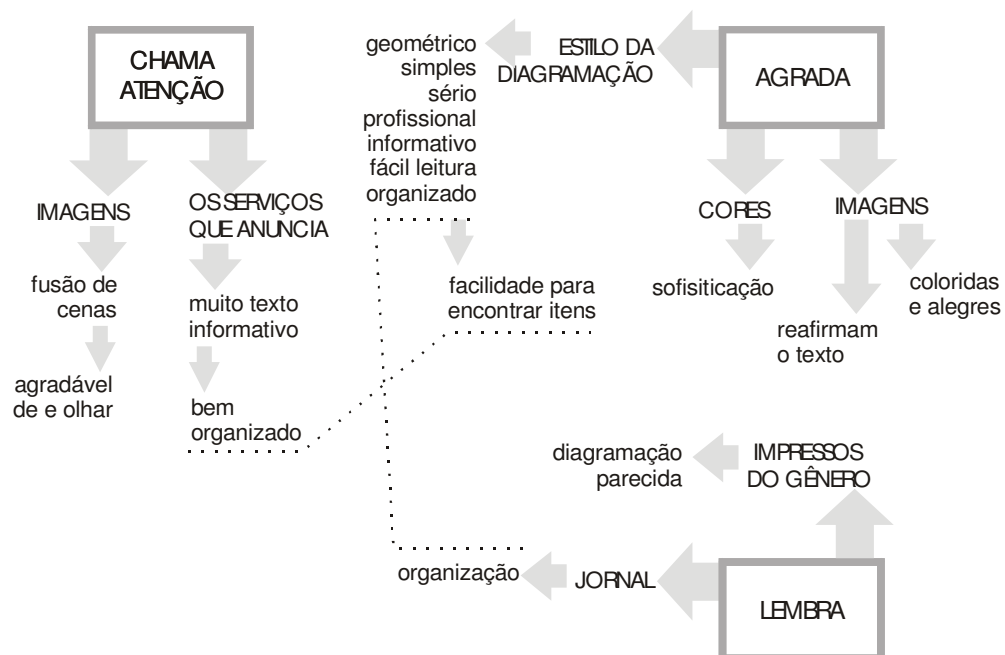 CHAMA
ATENÇÃO
IMAGENS
fusão de
cenas
agradável
de e olhar
OS SERVIÇOS
QUE ANUNCIA
muito texto
informativo
bem
organizado
AGRADA
ESTILO DA
DIAGRAMAÇÃO
geométrico
simples
sério
profissional
informativo
fácil leitura
organizado
facilidade para
encontrar itens
CORES
sofisiticação
IMAGENS
reafirmam
o texto
coloridas
e alegres
LEMBRA
IMPRESSOS
DO GÊNERO
diagramação
parecida
JORNAL
organização